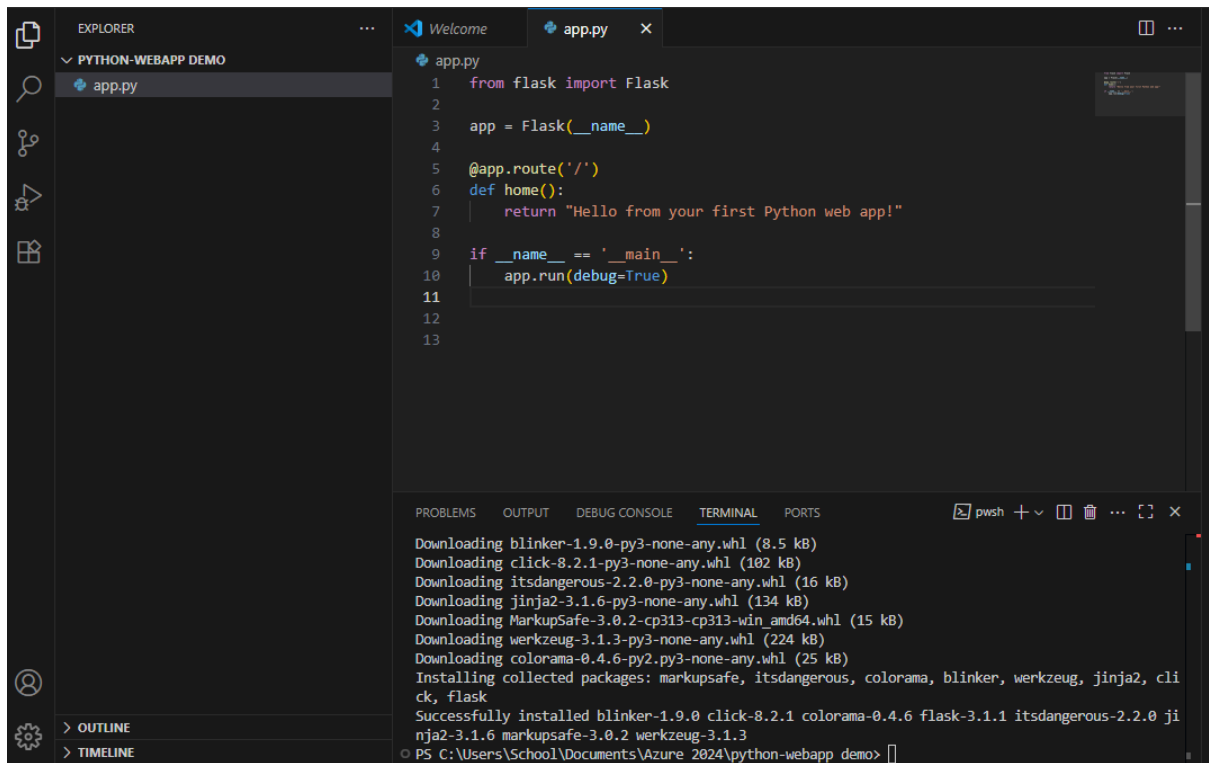 EXPLORER
PYTHON-WEBAPP DEMO
app.py
OUTLINE
TIMELINE
Welcome
app.py
app.py
1 from flask import Flask
2
3 app = Flask(__name__)
4
5 @app.route('/')
6 def home():
7     return "Hello from your first Python web app!"
8
9 if __name__ == '__main__':
10     app.run(debug=True)
11
12
13
PROBLEMS OUTPUT DEBUG CONSOLE TERMINAL PORTS pwsh
Downloading blinker-1.9.0-py3-none-any.whl (8.5 kB)
Downloading click-8.2.1-py3-none-any.whl (102 kB)
Downloading itsdangerous-2.2.0-py3-none-any.whl (16 kB)
Downloading jinja2-3.1.6-py3-none-any.whl (134 kB)
Downloading MarkupSafe-3.0.2-cp313-cp313-win_amd64.whl (15 kB)
Downloading werkzeug-3.1.3-py3-none-any.whl (224 kB)
Downloading colorama-0.4.6-py2.py3-none-any.whl (25 kB)
Installing collected packages: markupsafe, itsdangerous, colorama, blinker, werkzeug, jinja2, cli
ck, flask
Successfully installed blinker-1.9.0 click-8.2.1 colorama-0.4.6 flask-3.1.1 itsdangerous-2.2.0 ji
nja2-3.1.6 markupsafe-3.0.2 werkzeug-3.1.3
PS C:\Users\School\Documents\Azure 2024\python-webapp demo>